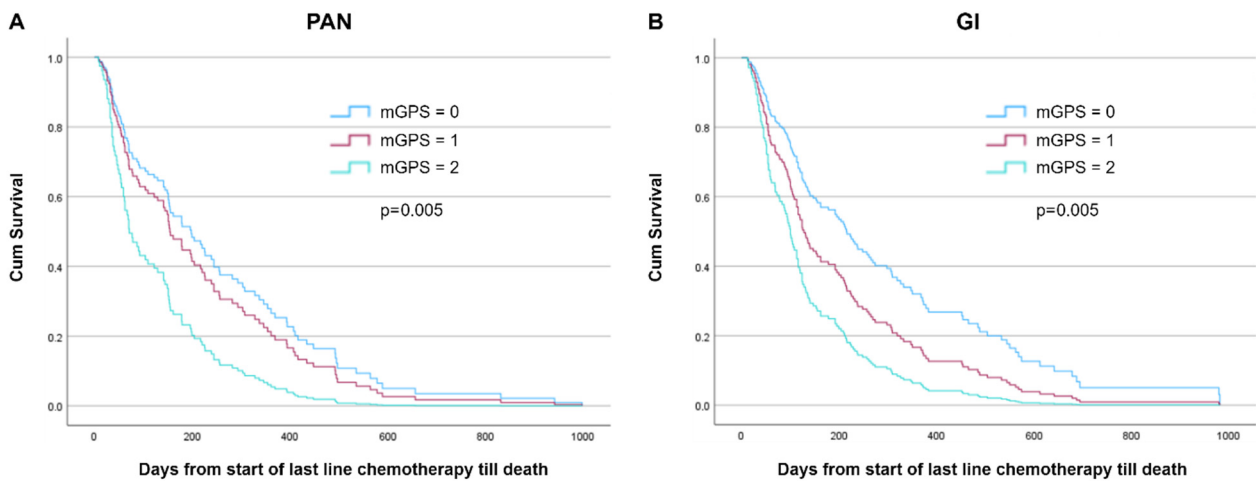 A PAN
Cum Survival
1.0
0.8
0.6
0.4
0.2
0.0
mGPS = 0
mGPS = 1
mGPS = 2
p=0.005
0 200 400 600 800 1000
Days from start of last line chemotherapy till death
B GI
Cum Survival
1.0
0.8
0.6
0.4
0.2
0.0
mGPS = 0
mGPS = 1
mGPS = 2
p=0.005
0 200 400 600 800 1000
Days from start of last line chemotherapy till death